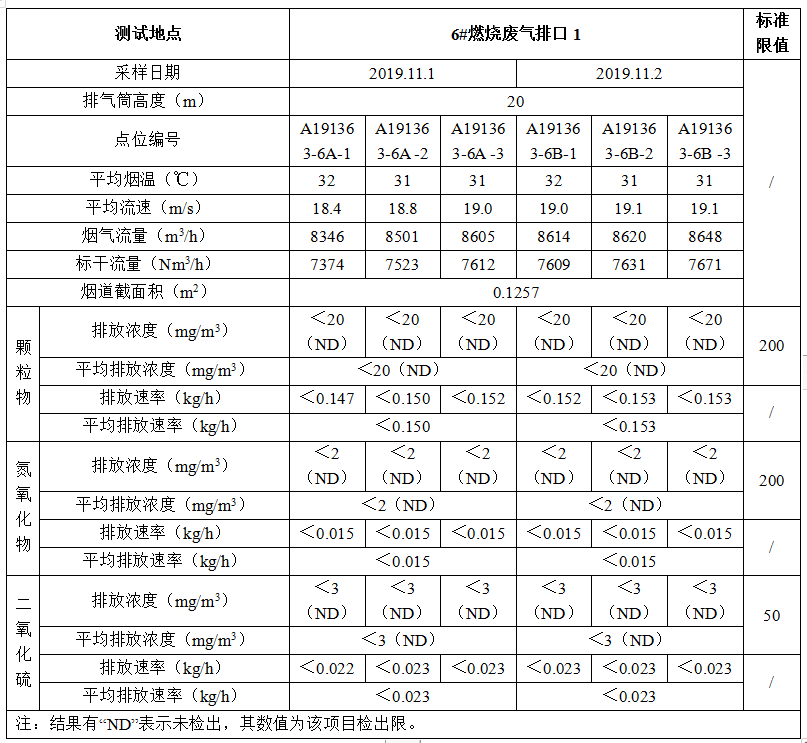 测试地点 6#燃烧废气排口 1 标准限值
采样日期 2019.11.1 2019.11.2 /
排气筒高度（m） 20
点位编号 A191363-6A-1 A191363-6A -2 A191363-6A -3 A191363-6B-1 A191363-6B-2 A191363-6B -3
平均烟温（℃） 32 31 31 32 31 31
平均流速（m/s） 18.4 18.8 19.0 19.0 19.1 19.1
烟气流量（m³/h） 8346 8501 8605 8614 8620 8648
标干流量（Nm³/h） 7374 7523 7612 7609 7631 7671
烟道截面积（m²） 0.1257
颗粒物 排放浓度（mg/m³） ＜20（ND） ＜20（ND） ＜20（ND） ＜20（ND） ＜20（ND） ＜20（ND） 200
平均排放浓度（mg/m³） ＜20（ND） ＜20（ND）
排放速率（kg/h） ＜0.147 ＜0.150 ＜0.152 ＜0.152 ＜0.153 ＜0.153 /
平均排放速率（kg/h） ＜0.150 ＜0.153
氮氧化物 排放浓度（mg/m³） ＜2（ND） ＜2（ND） ＜2（ND） ＜2（ND） ＜2（ND） ＜2（ND） 200
平均排放浓度（mg/m³） ＜2（ND） ＜2（ND）
排放速率（kg/h） ＜0.015 ＜0.015 ＜0.015 ＜0.015 ＜0.015 ＜0.015 /
平均排放速率（kg/h） ＜0.015 ＜0.015
二氧化硫 排放浓度（mg/m³） ＜3（ND） ＜3（ND） ＜3（ND） ＜3（ND） ＜3（ND） ＜3（ND） 50
平均排放浓度（mg/m³） ＜3（ND） ＜3（ND）
排放速率（kg/h） ＜0.022 ＜0.023 ＜0.023 ＜0.023 ＜0.023 ＜0.023 /
平均排放速率（kg/h） ＜0.023 ＜0.023
注：结果有“ND”表示未检出，其数值为该项目检出限。